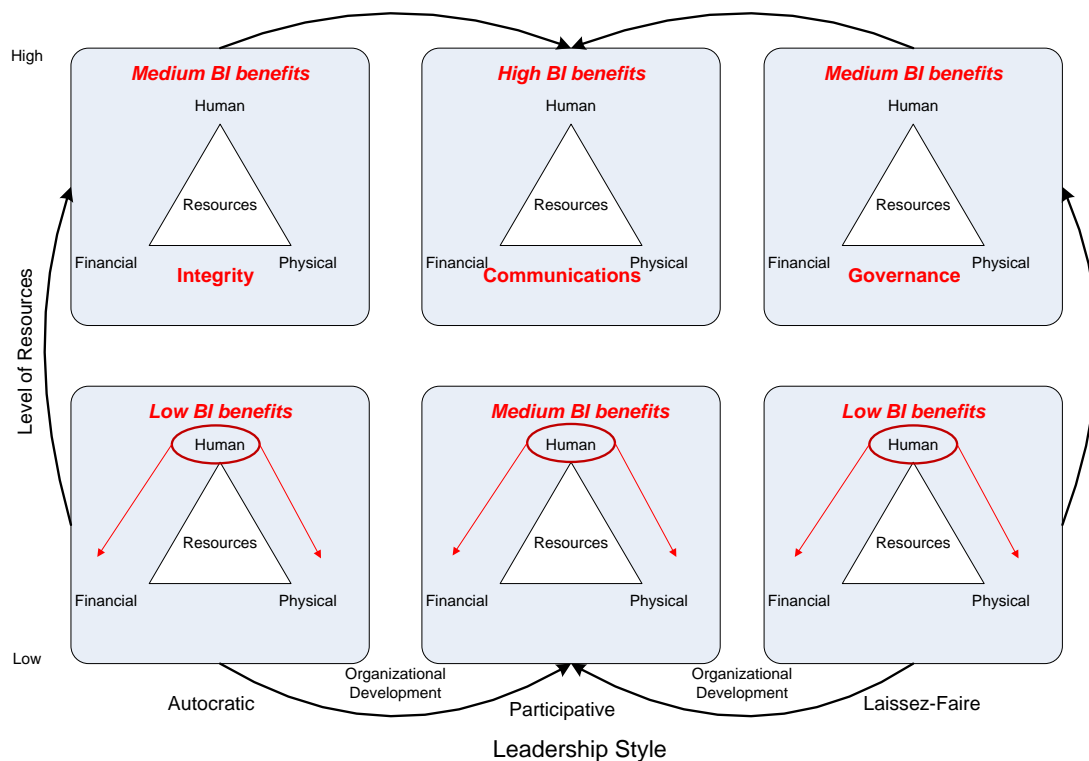 High
Medium BI benefits
High BI benefits
Medium BI benefits
Human
Human
Human
Resources
Resources
Resources
Financial
Physical
Financial
Physical
Financial
Physical
Integrity
Communications
Governance
Level of Resources
Low BI benefits
Medium BI benefits
Low BI benefits
Human
Human
Human
Resources
Resources
Resources
Financial
Physical
Financial
Physical
Financial
Physical
Low
Organizational
Development
Organizational
Development
Autocratic
Participative
Laissez-Faire
Leadership Style